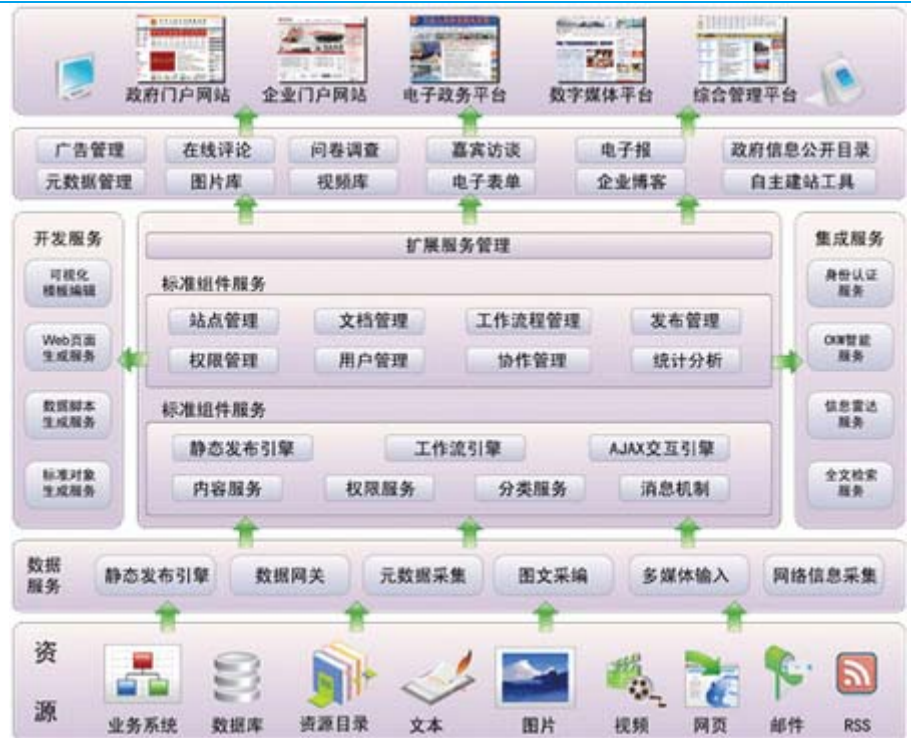 政府门户网站 企业门户网站 电子政务平台 数字媒体平台 综合管理平台
广告管理 在线评论 问卷调查 嘉宾访谈 电子报 政府信息公开目录
元数据管理 图片库 视频库 电子表单 企业博客 自主建站工具
开发服务
可视化
模板编辑
Web页面
生成服务
数据脚本
生成服务
标准对象
生成服务
扩展服务管理
标准组件服务
站点管理 文档管理 工作流程管理 发布管理
权限管理 用户管理 协作管理 统计分析
标准组件服务
静态发布引擎 工作流引擎 AJAX交互引擎
内容服务 权限服务 分类服务 消息机制
集成服务
身份认证
服务
CKM智能
服务
信息雷达
服务
全文检索
服务
数据
服务
静态发布引擎 数据网关 元数据采集 图文采编 多媒体输入 网络信息采集
资
源
业务系统 数据库 资源目录 文本 图片 视频 网页 邮件 RSS